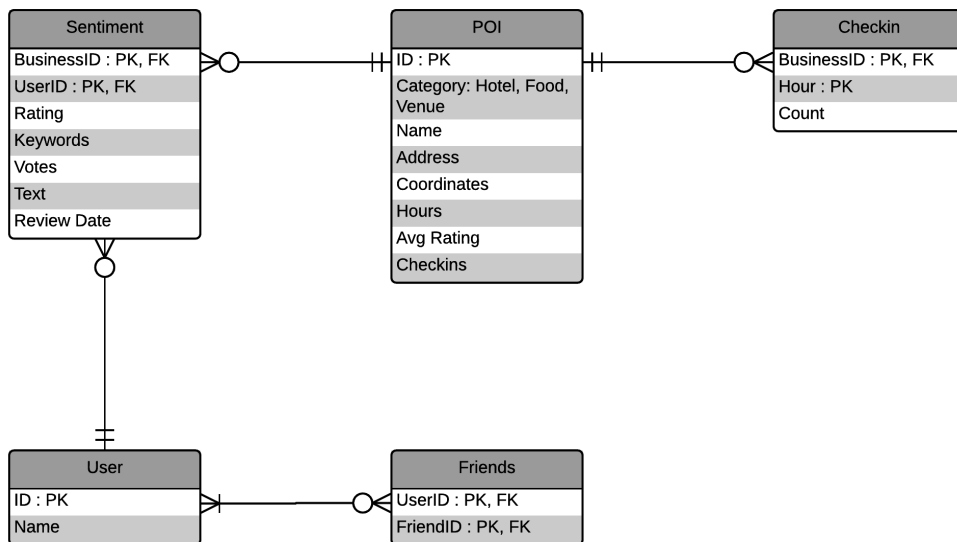 Sentiment
BusinessID : PK, FK
UserID : PK, FK
Rating
Keywords
Votes
Text
Review Date
POI
ID : PK
Category: Hotel, Food,
Venue
Name
Address
Coordinates
Hours
Avg Rating
Checkins
Checkin
BusinessID : PK, FK
Hour : PK
Count
User
ID : PK
Name
Friends
UserID : PK, FK
FriendID : PK, FK